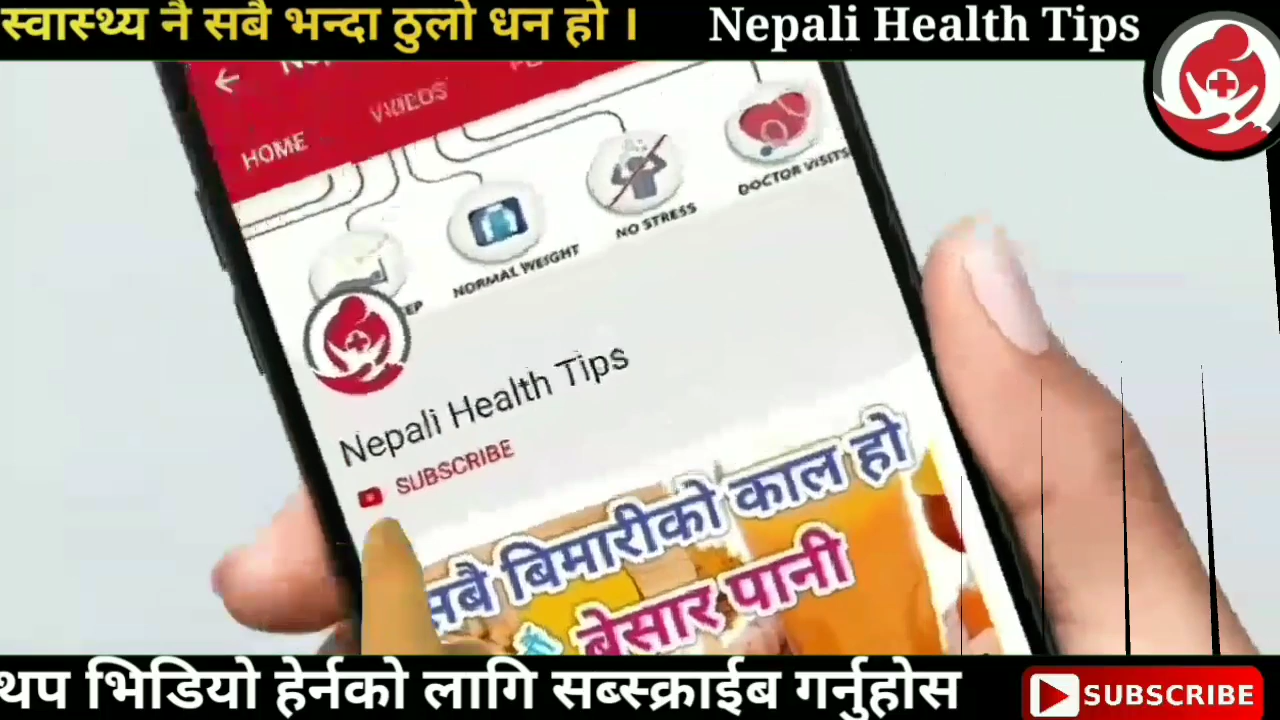 स्वास्थ्य नै सबै भन्दा ठुलो धन हो ।
Nepali Health Tips
HOME
VIDEOS
DOCTOR VISITS
NO STRESS
NORMAL WEIGHT
Nepali Health Tips
SUBSCRIBE
सबै बिमारीको काल हो
बेसार पानी
थप भिडियो हेर्नको लागि सब्स्क्राईब गर्नुहोस
SUBSCRIBE